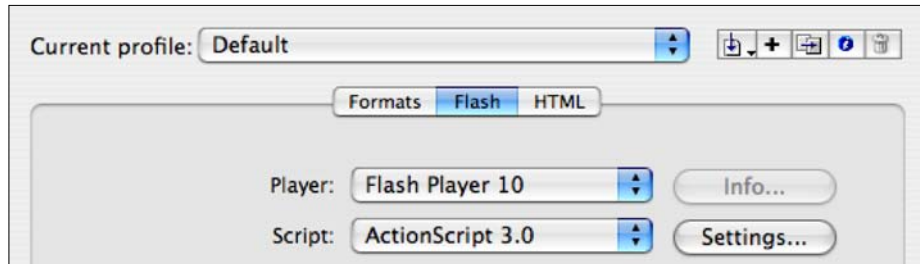 Current profile: Default
Formats Flash HTML
Player: Flash Player 10 Info...
Script: ActionScript 3.0 Settings...